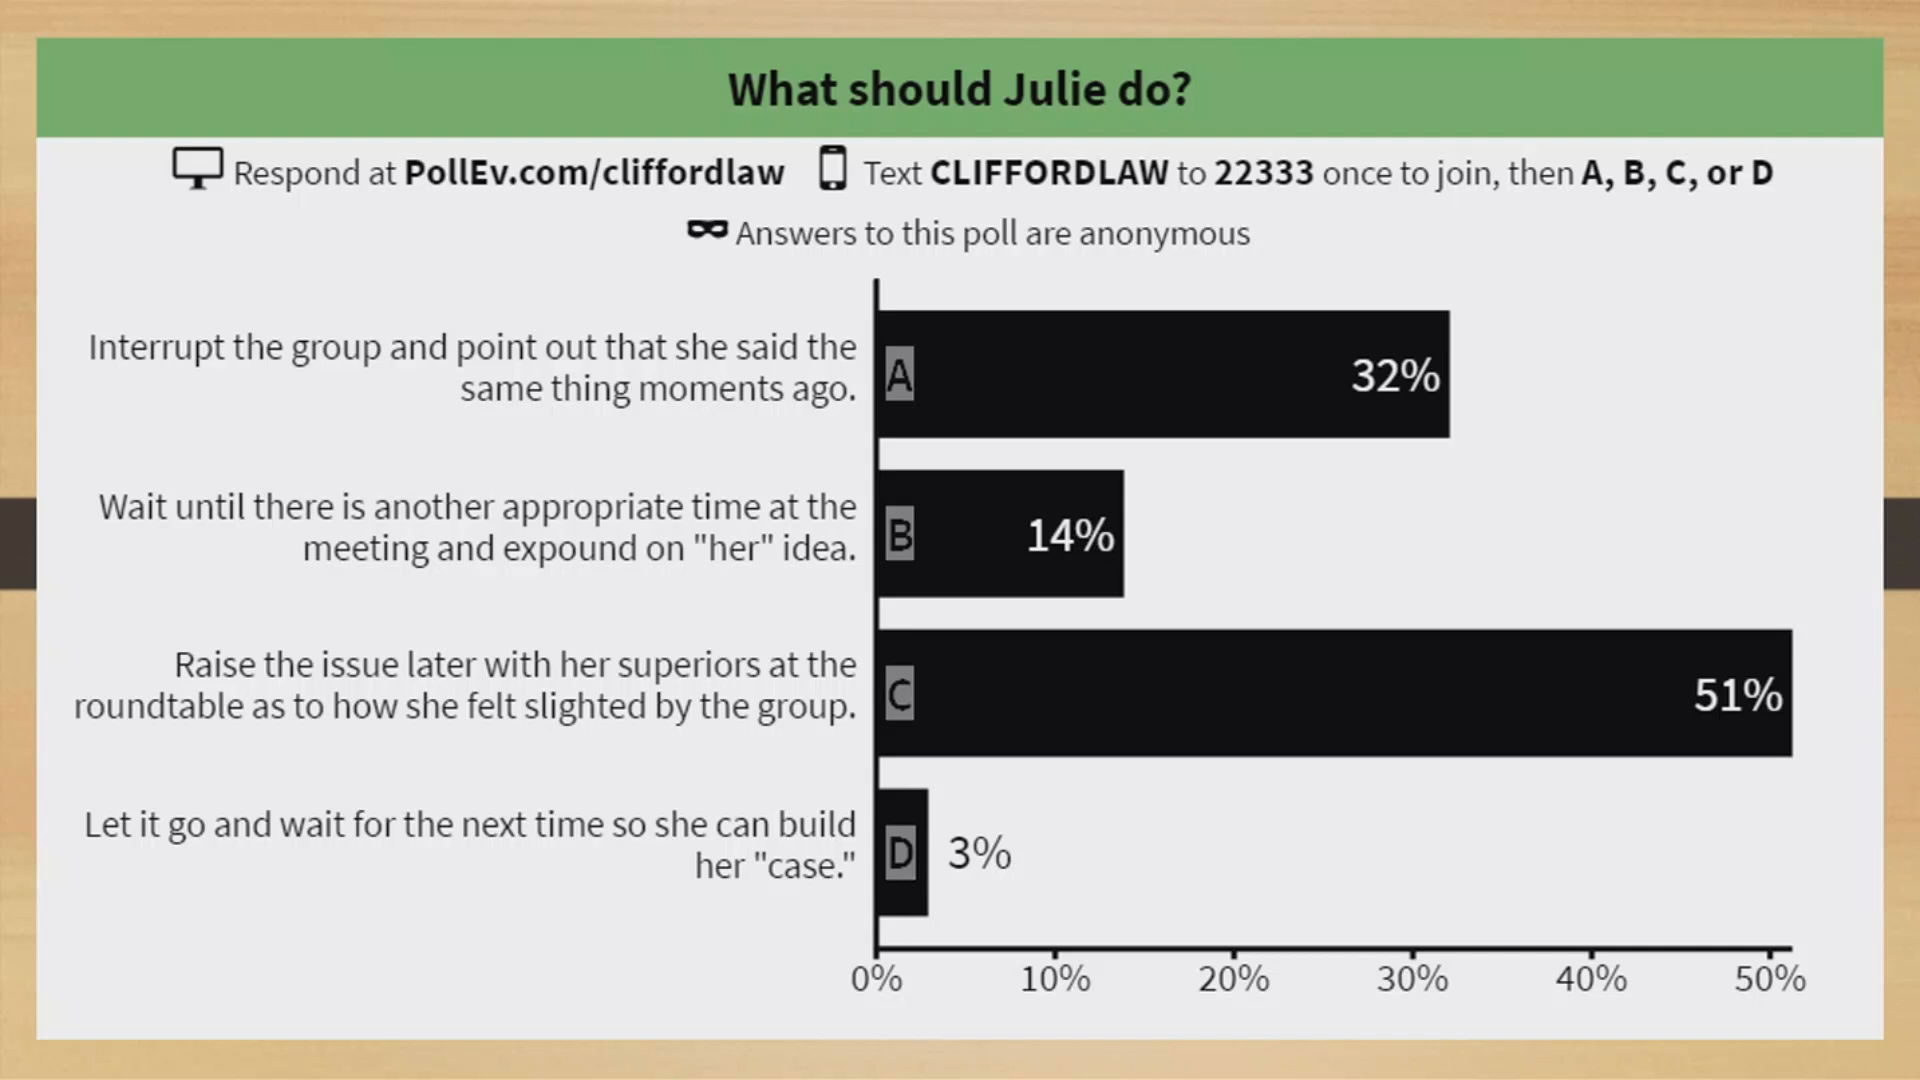 What should Julie do?
Respond at PollEv.com/cliffordlaw Text CLIFFORDLAW to 22333 once to join, then A, B, C, or D
Answers to this poll are anonymous
Interrupt the group and point out that she said the
same thing moments ago.
A 32%
Wait until there is another appropriate time at the
meeting and expound on "her" idea.
B 14%
Raise the issue later with her superiors at the
roundtable as to how she felt slighted by the group.
C 51%
Let it go and wait for the next time so she can build
her "case."
D 3%
0% 10% 20% 30% 40% 50%